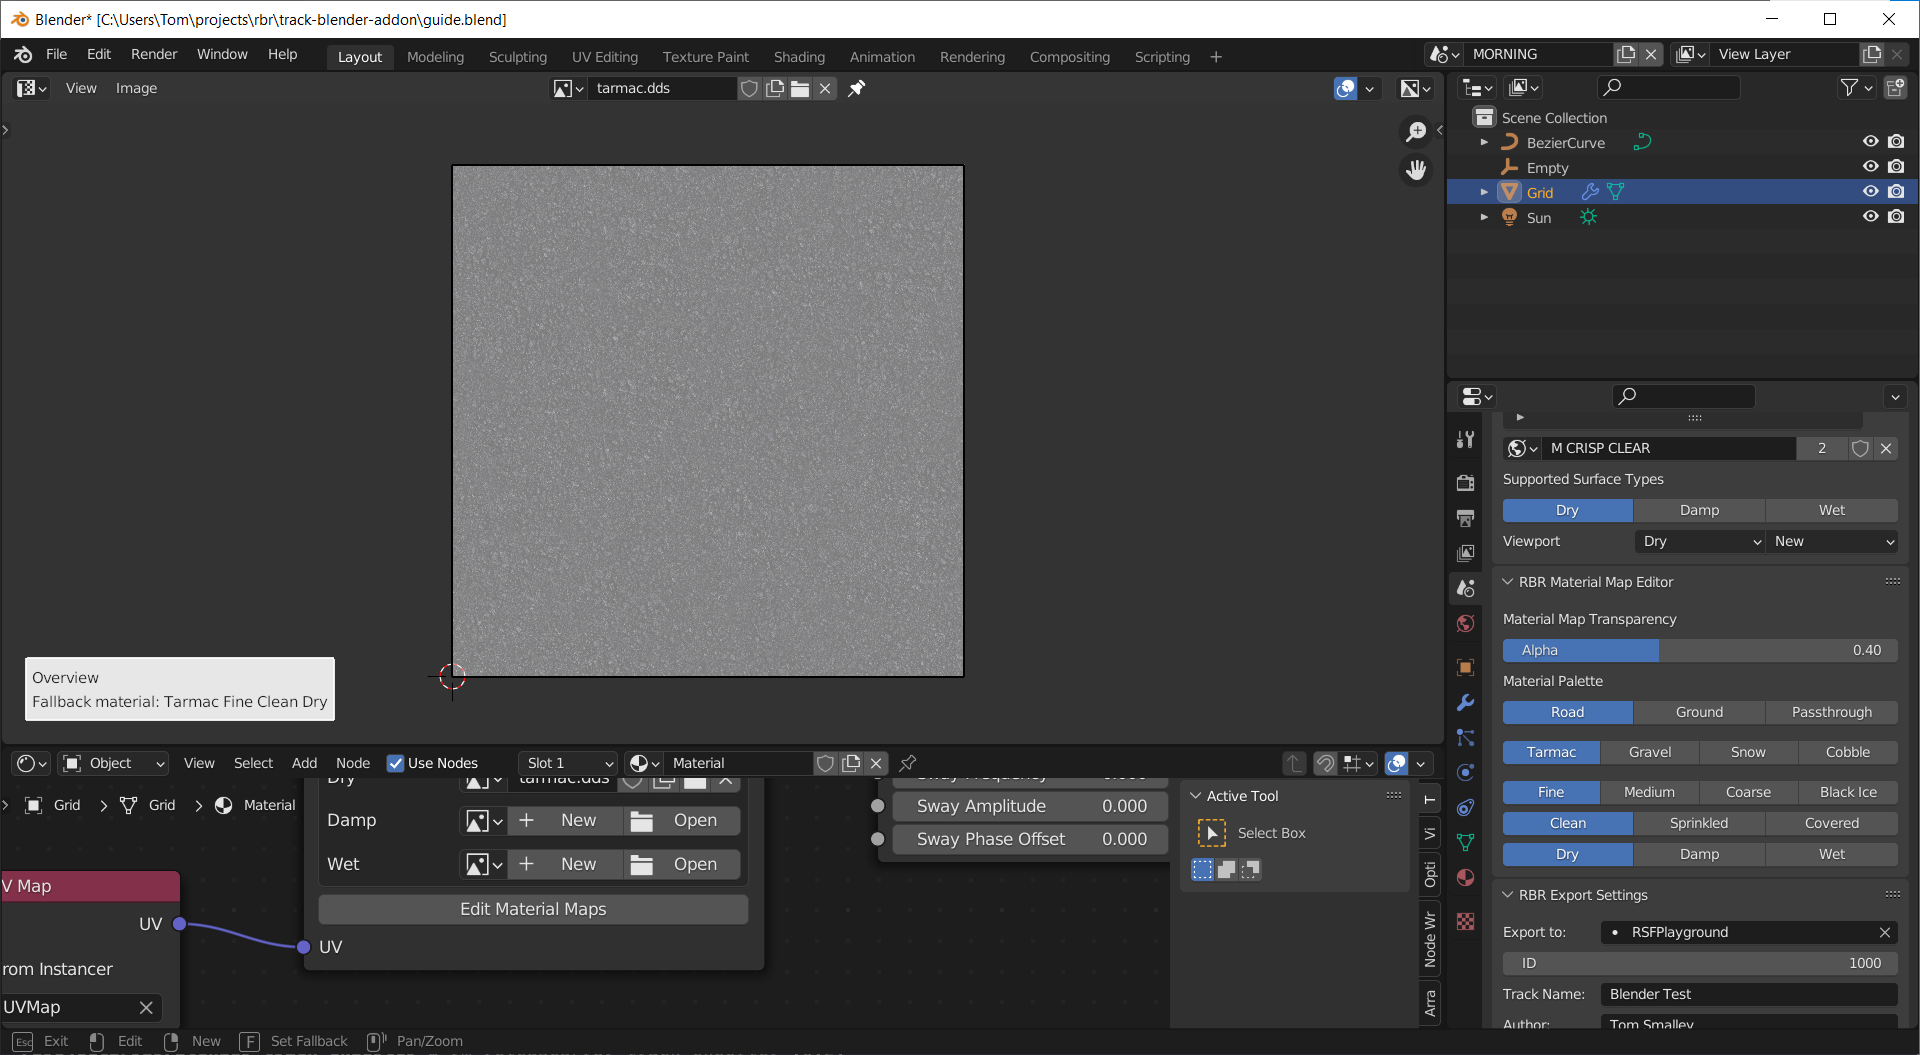 Blender* [C:\Users\Tom\projects\rbr\track-blender-addon\guide.blend]
File Edit Render Window Help Layout Modeling Sculpting UV Editing Texture Paint Shading Animation Rendering Compositing Scripting + MORNING View Layer
View Image tarmac.dds
Scene Collection
BezierCurve
Empty
Grid
Sun
M CRISP CLEAR 2
Supported Surface Types
Dry Damp Wet
Viewport Dry New
RBR Material Map Editor
Material Map Transparency
Alpha 0.40
Material Palette
Road Ground Passthrough
Tarmac Gravel Snow Cobble
Fine Medium Coarse Black Ice
Clean Sprinkled Covered
Dry Damp Wet
RBR Export Settings
Export to: • RSFPlayground
ID 1000
Track Name: Blender Test
Author: Tom Smalley
Overview
Fallback material: Tarmac Fine Clean Dry
Object View Select Add Node Use Nodes Slot 1 Material
Grid > Grid > Material
Dry tarmac.dds
Damp + New Open
Wet + New Open
Edit Material Maps
UV
V Map
UV
rom Instancer
UVMap
Sway Frequency 0.000
Sway Amplitude 0.000
Sway Phase Offset 0.000
Active Tool
Select Box
T
Vi
Opti
Node Wr
Arra
Esc Exit Edit New F Set Fallback Pan/Zoom